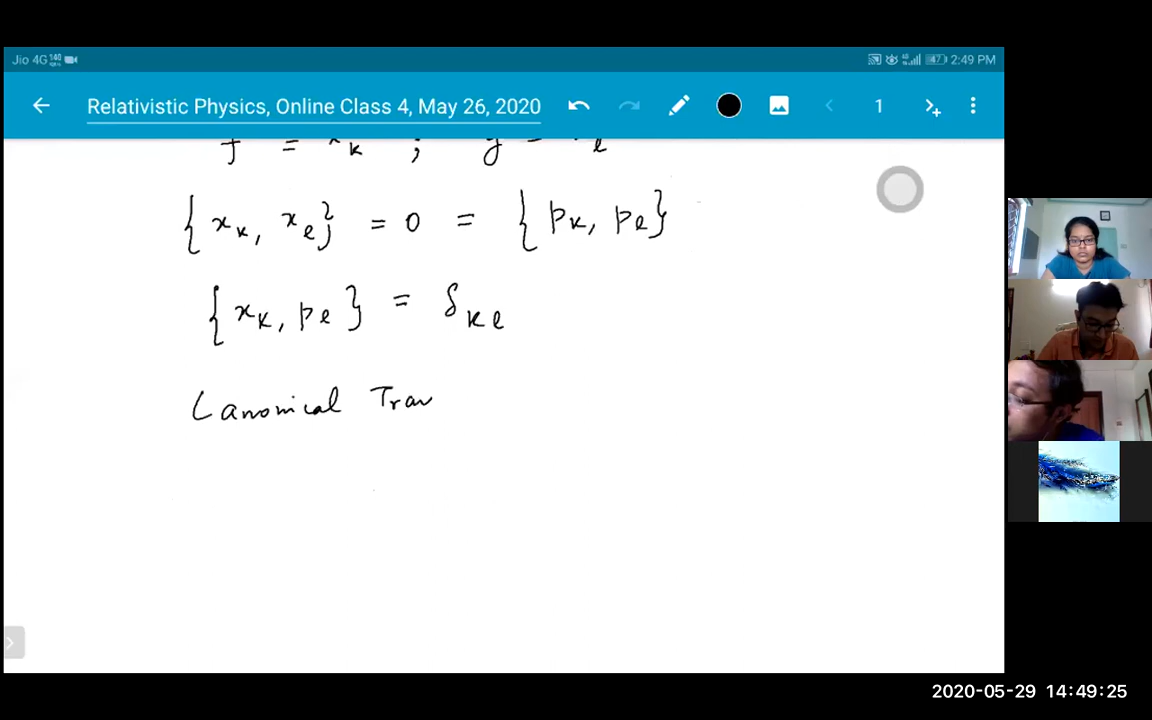 Jio 4G 2:49 PM
Relativistic Physics, Online Class 4, May 26, 2020 1
{ x_k, x_l } = 0 = { p_k, p_l }
{ x_k, p_l } = δ_kl
Canonical Tran
2020-05-29 14:49:25